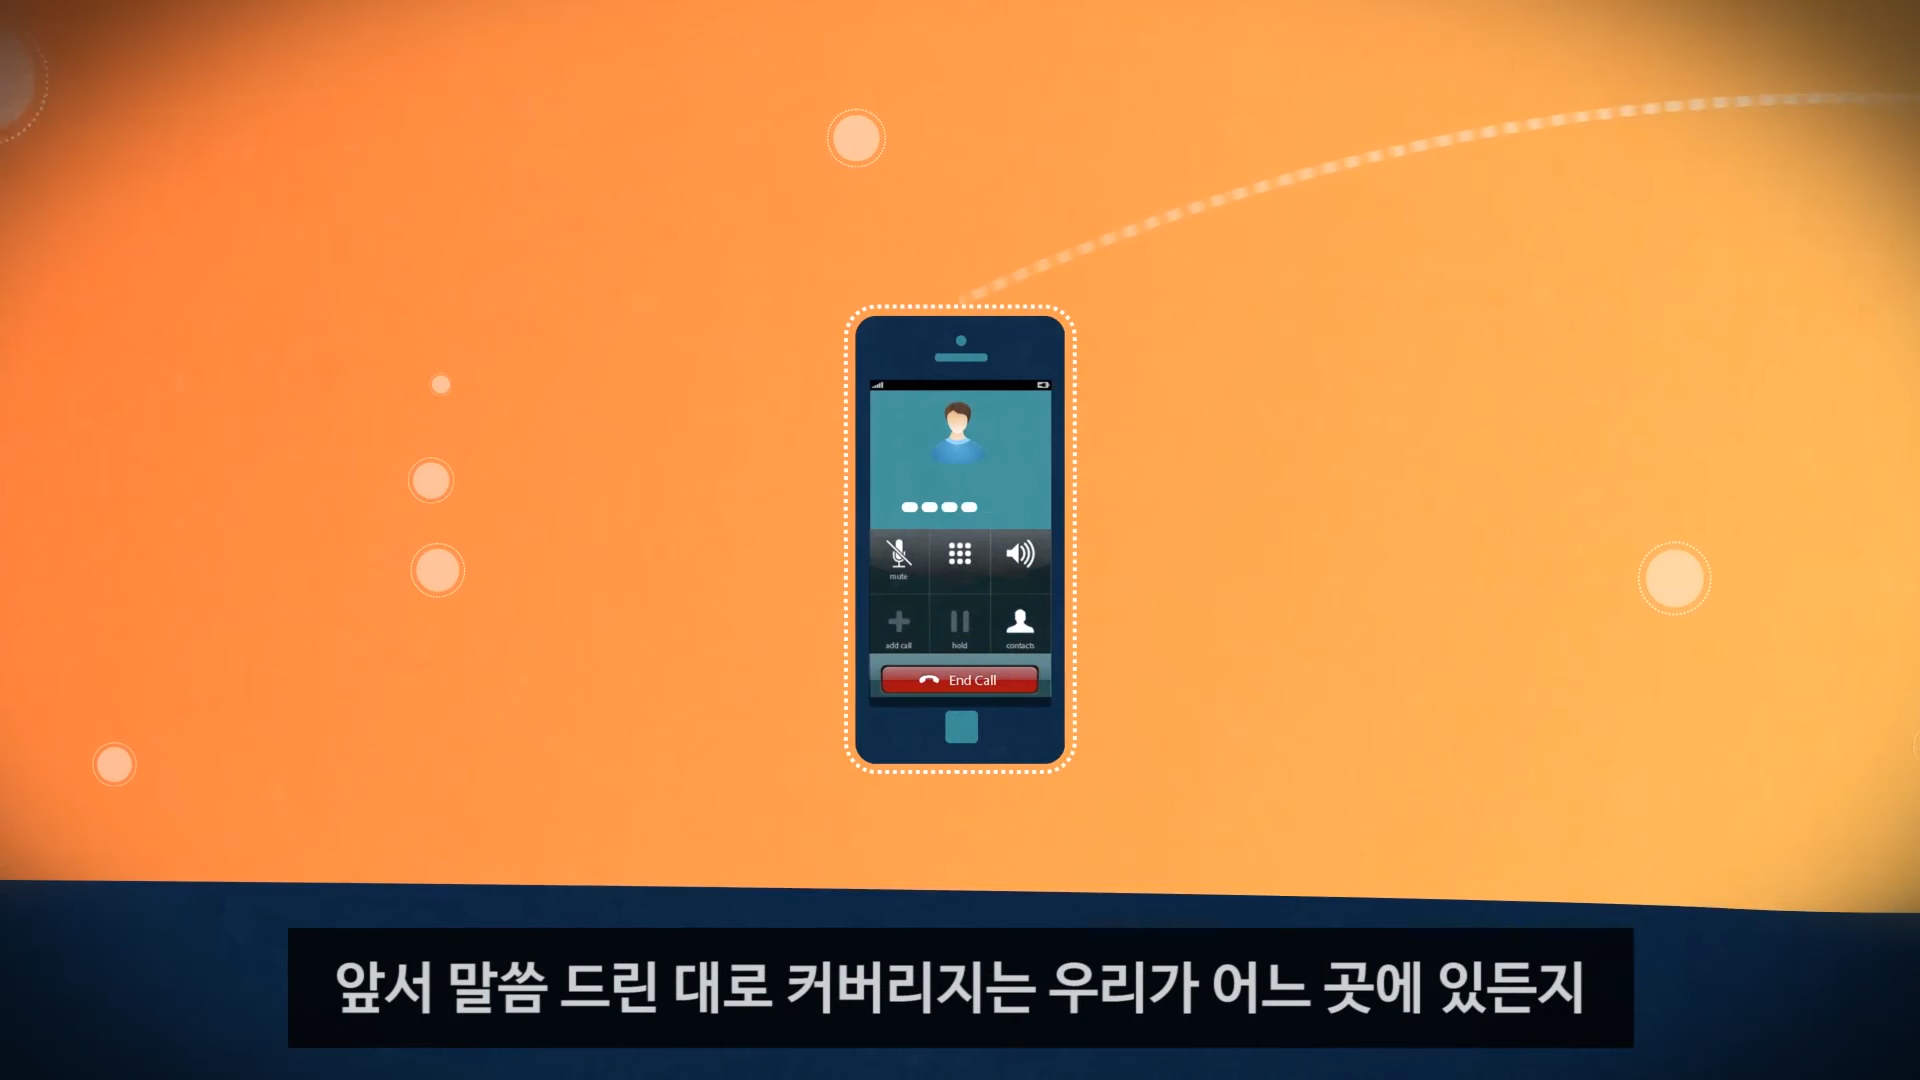 mute
add call
hold
contacts
End Call
앞서 말씀 드린 대로 커버리지는 우리가 어느 곳에 있든지